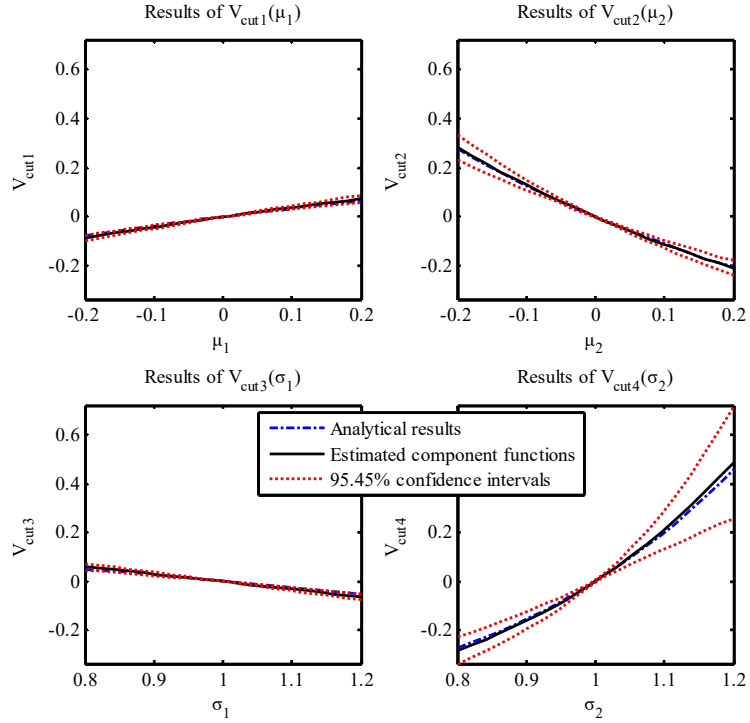 Results of V_cut1(μ_1)
Results of V_cut2(μ_2)
0.6
0.4
0.2
0
-0.2
V_cut1
-0.2
-0.1
0
0.1
0.2
μ_1
0.6
0.4
0.2
0
-0.2
V_cut2
-0.2
-0.1
0
0.1
0.2
μ_2
Results of V_cut3(σ_1)
Results of V_cut4(σ_2)
Analytical results
Estimated component functions
95.45% confidence intervals
0.6
0.4
0.2
0
-0.2
V_cut3
0.8
0.9
1
1.1
1.2
σ_1
0.6
0.4
0.2
0
-0.2
V_cut4
0.8
0.9
1
1.1
1.2
σ_2